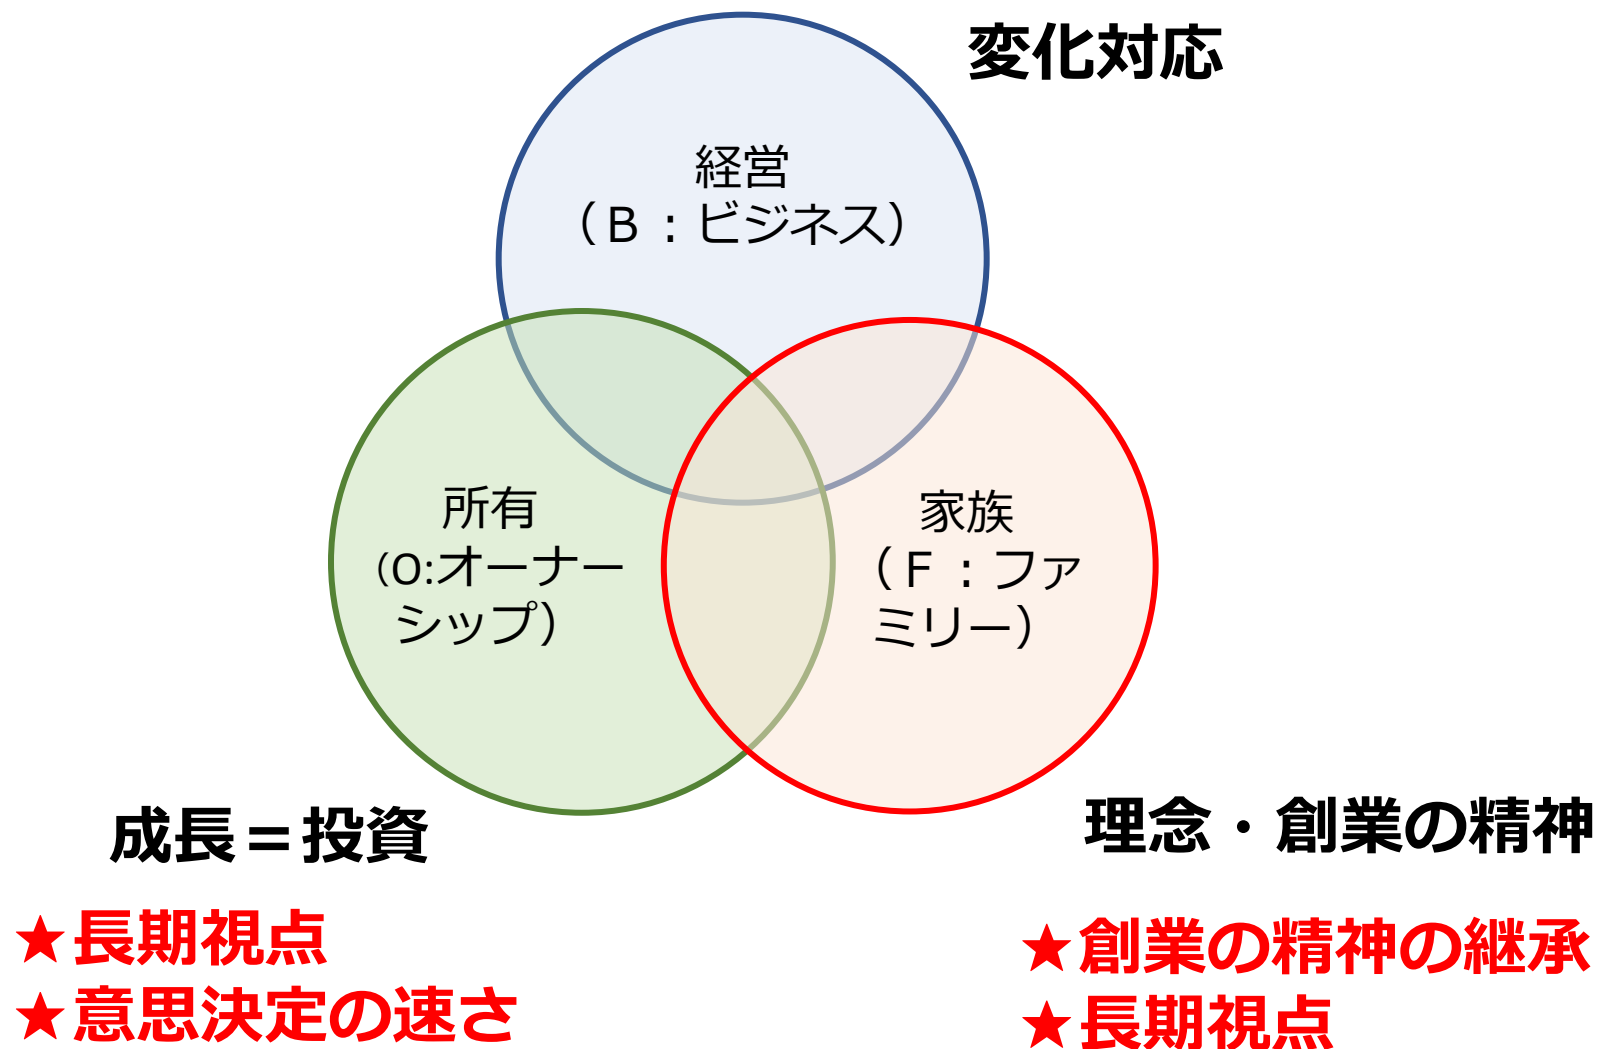 変化対応
経営
（Ｂ：ビジネス）
所有
（O:オーナー
シップ）
家族
（Ｆ：ファ
ミリー）
成長＝投資
★長期視点
★意思決定の速さ
理念・創業の精神
★創業の精神の継承
★長期視点